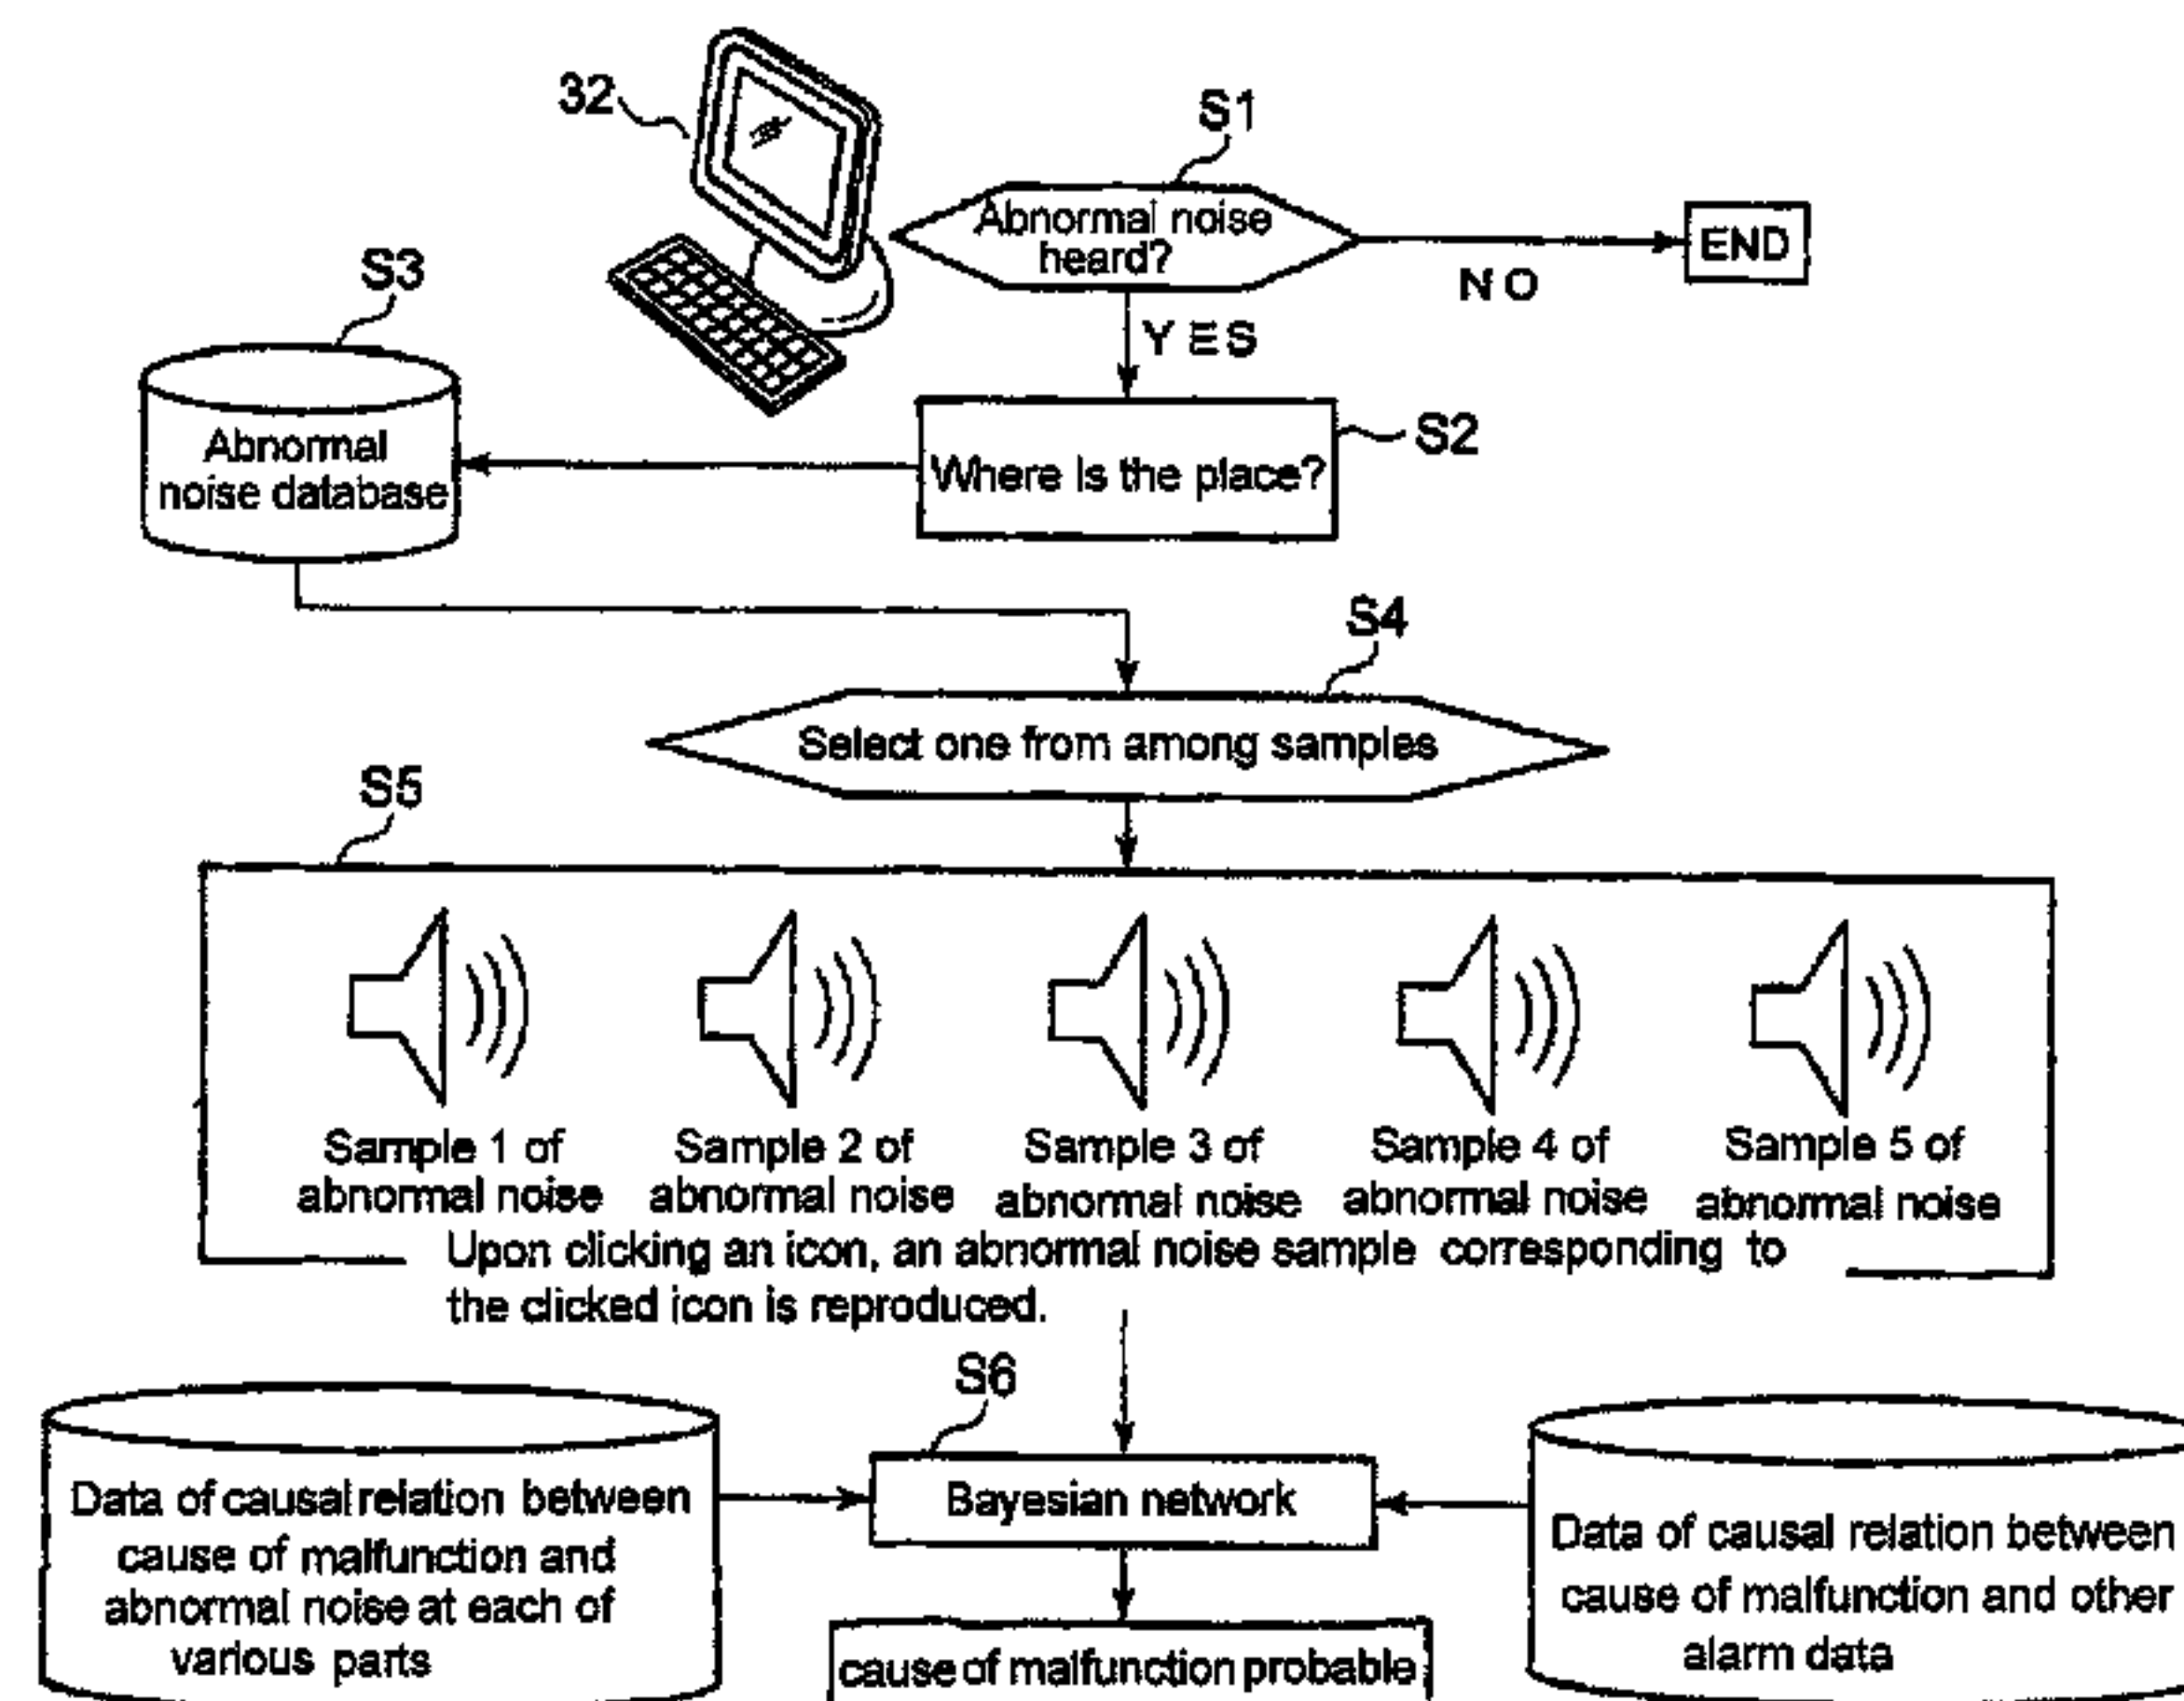 32
S1
Abnormal noise
heard?
END
NO
YES
S3
Abnormal
noise database
S2
Where is the place?
S4
Select one from among samples
S5
Sample 1 of
abnormal noise
Sample 2 of
abnormal noise
Sample 3 of
abnormal noise
Sample 4 of
abnormal noise
Sample 5 of
abnormal noise
Upon clicking an icon, an abnormal noise sample corresponding to
the clicked icon is reproduced.
S6
Data of causal relation between
cause of malfunction and
abnormal noise at each of
various parts
Bayesian network
Data of causal relation between
cause of malfunction and other
alarm data
cause of malfunction probable